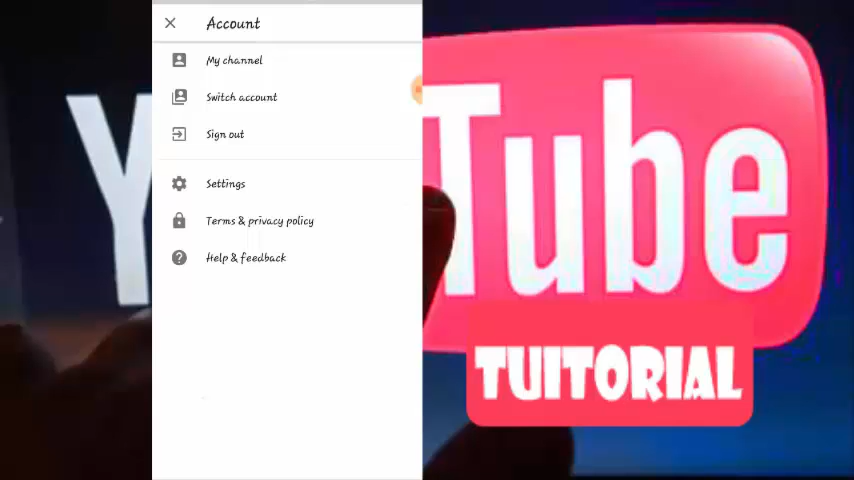 Account
My channel
Switch account
Sign out
Settings
Terms & privacy policy
Help & feedback
Y
Tube
TUITORIAL